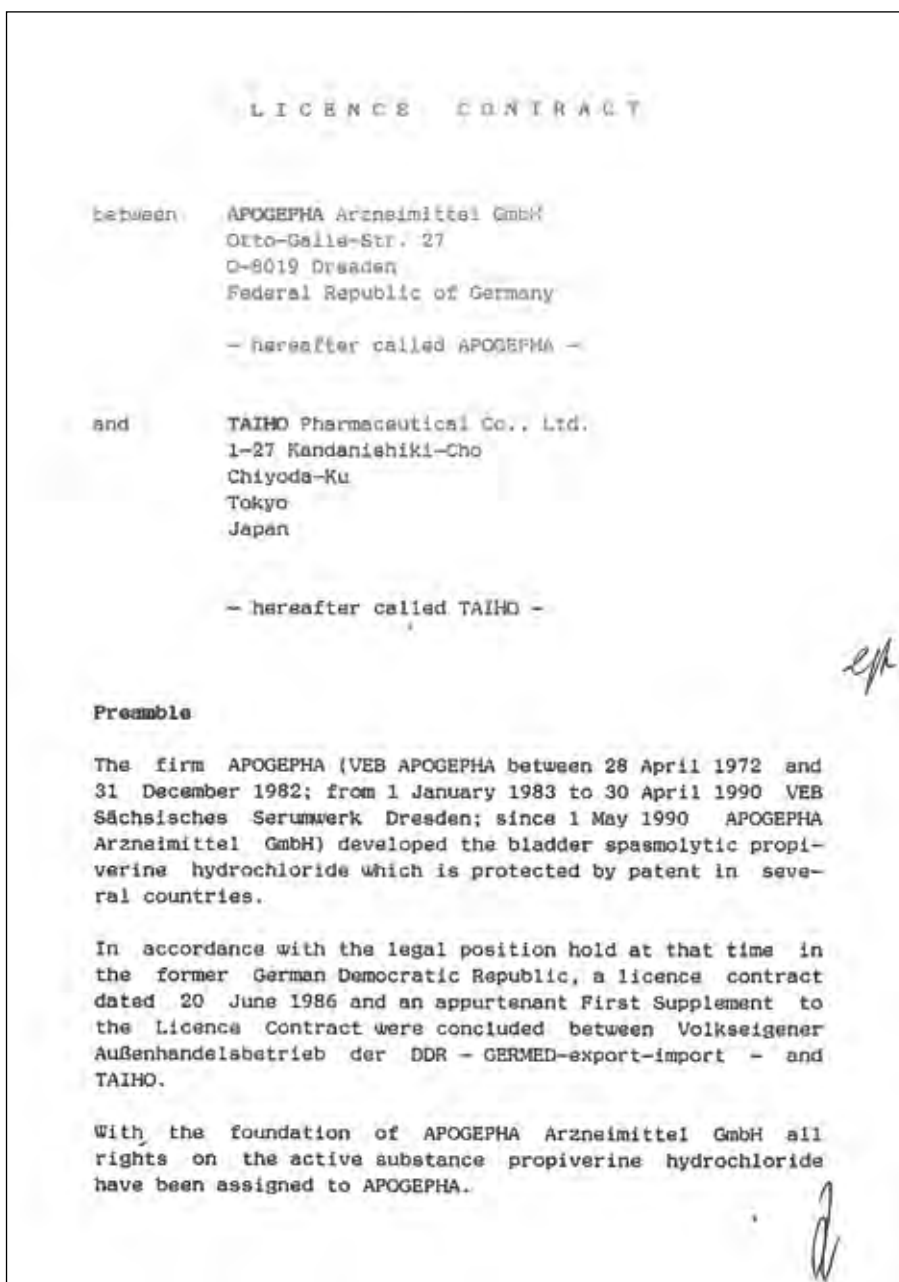 LICENCE CONTRACT
between APOGEPHA Arzneimittel GmbH
Otto-Galle-Str. 27
O-8019 Dresden
Federal Republic of Germany
- hereafter called APOGEPHA -
and TAIHO Pharmaceutical Co., Ltd.
1-27 Kandanishiki-Cho
Chiyoda-Ku
Tokyo
Japan
- hereafter called TAIHO -
Preamble
The firm APOGEPHA (VEB APOGEPHA between 28 April 1972 and
31 December 1982; from 1 January 1983 to 30 April 1990 VEB
Sächsisches Serumwerk Dresden; since 1 May 1990 APOGEPHA
Arzneimittel GmbH) developed the bladder spasmolytic propi-
verine hydrochloride which is protected by patent in seve-
ral countries.
In accordance with the legal position hold at that time in
the former German Democratic Republic, a licence contract
dated 20 June 1986 and an appurtenant First Supplement to
the Licence Contract were concluded between Volkseigener
Außenhandelsbetrieb der DDR - GERMED-export-import - and
TAIHO.
With the foundation of APOGEPHA Arzneimittel GmbH all
rights on the active substance propiverine hydrochloride
have been assigned to APOGEPHA.